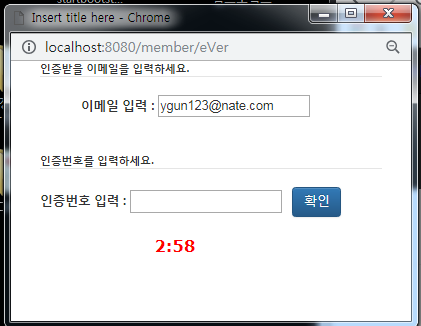 Insert title here - Chrome
localhost:8080/member/eVer
인증받을 이메일을 입력하세요.
이메일 입력 : ygun123@nate.com
인증번호를 입력하세요.
인증번호 입력 : 확인
2:58